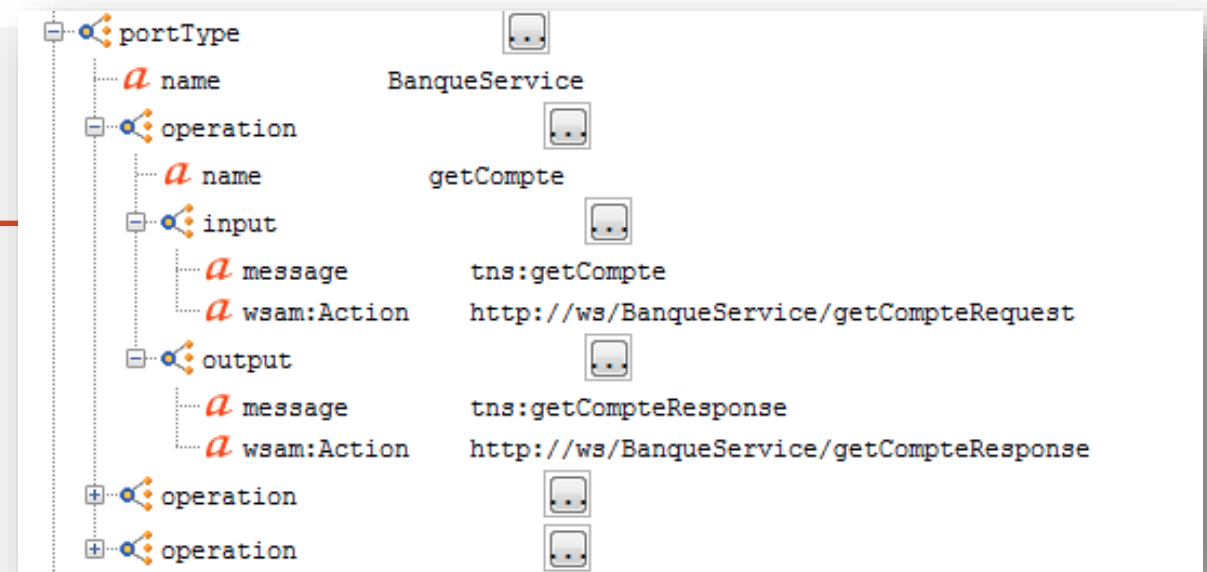 portType ...
a name BanqueService
operation ...
a name getCompte
input ...
a message tns:getCompte
a wsam:Action http://ws/BanqueService/getCompteRequest
output ...
a message tns:getCompteResponse
a wsam:Action http://ws/BanqueService/getCompteResponse
operation ...
operation ...